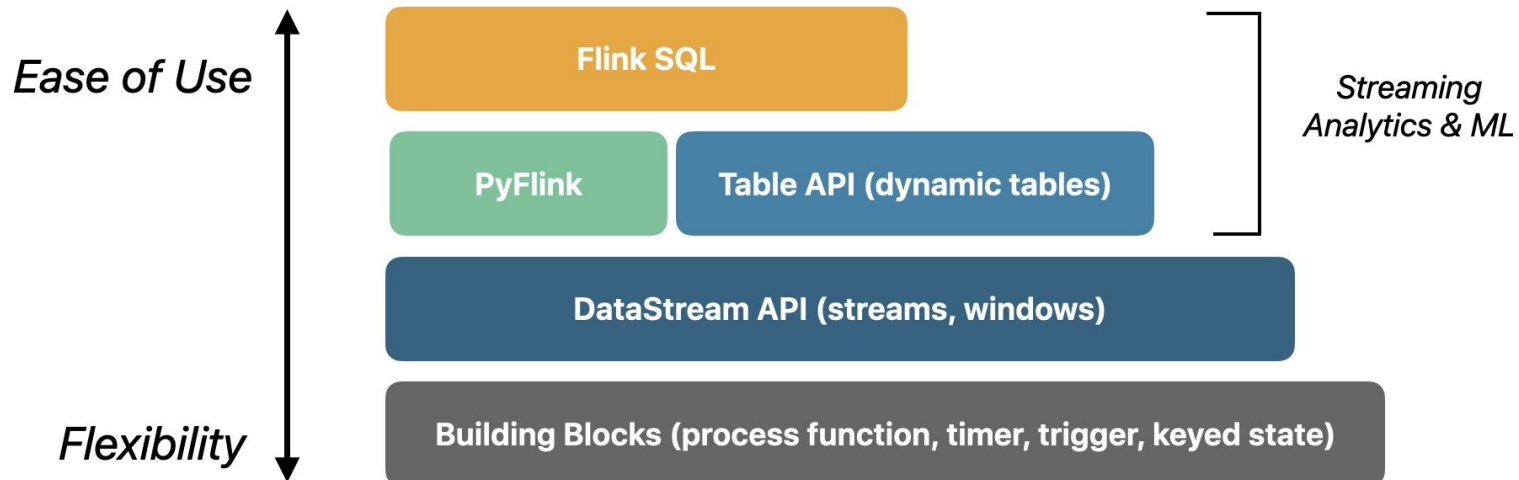 Flink SQL
Ease of Use
Streaming
Analytics & ML
PyFlink
Table API (dynamic tables)
DataStream API (streams, windows)
Flexibility
Building Blocks (process function, timer, trigger, keyed state)